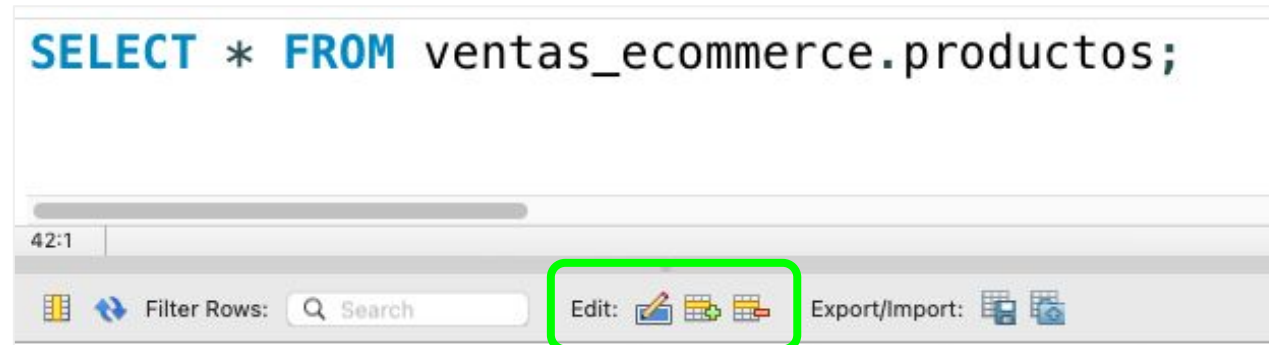 SELECT * FROM ventas_ecommerce.productos;
42:1
Filter Rows: Search Edit: Export/Import: